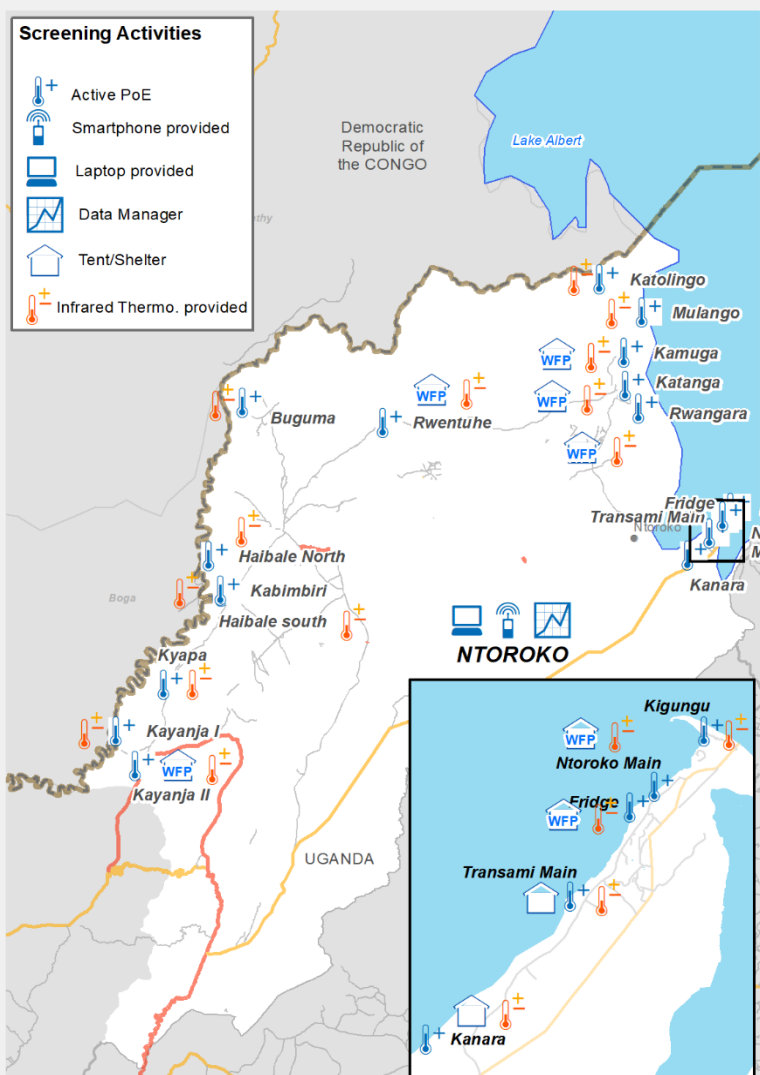 Screening Activities
Active PoE
Smartphone provided
Laptop provided
Data Manager
Tent/Shelter
Infrared Thermo. provided
Democratic
Republic of
the CONGO
Lake Albert
Katolingo
Mulango
WFP
Kamuga
WFP
Katanga
WFP
Rwentuhe
Rwangara
Buguma
WFP
Fridge
Transami Main
Ntoroko
N
M
Haibale North
Kanara
Kabimbiri
Boga
Haibale south
NTOROKO
Kyapa
Kayanja I
WFP
Kayanja II
UGANDA
Kigungu
WFP
Ntoroko Main
Fridge
WFP
Transami Main
Kanara